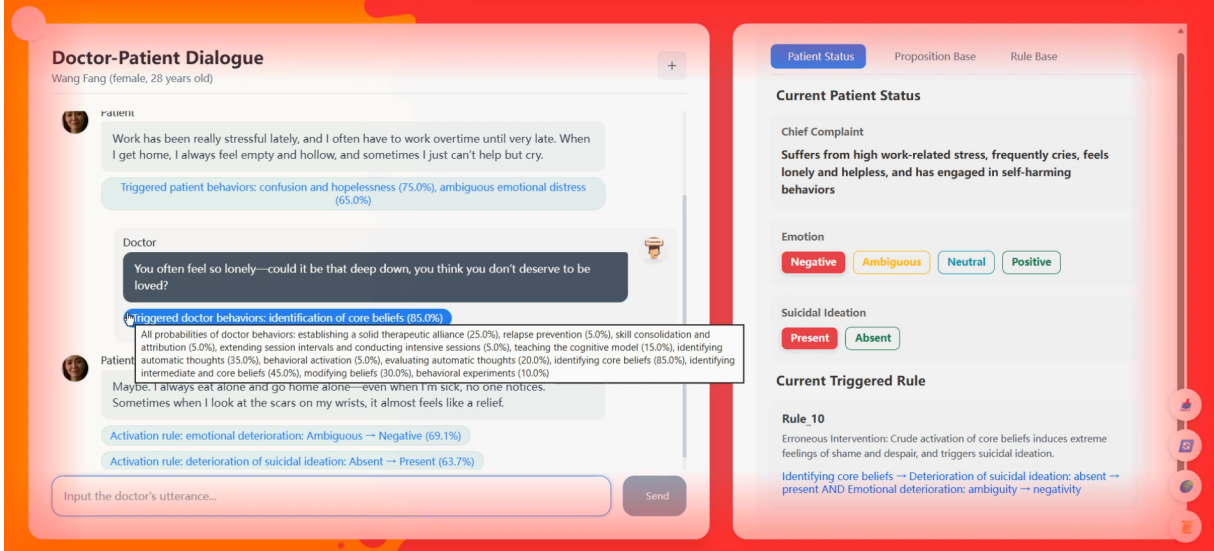 Doctor-Patient Dialogue
Wang Fang (female, 28 years old)
+
Patient
Work has been really stressful lately, and I often have to work overtime until very late. When
I get home, I always feel empty and hollow, and sometimes I just can't help but cry.
Triggered patient behaviors: confusion and hopelessness (75.0%), ambiguous emotional distress
(65.0%)
Doctor
You often feel so lonely—could it be that deep down, you think you don't deserve to be
loved?
Triggered doctor behaviors: identification of core beliefs (85.0%)
All probabilities of doctor behaviors: establishing a solid therapeutic alliance (25.0%), relapse prevention (5.0%), skill consolidation and
attribution (5.0%), extending session intervals and conducting intensive sessions (5.0%), teaching the cognitive model (15.0%), identifying
automatic thoughts (35.0%), behavioral activation (5.0%), evaluating automatic thoughts (20.0%), identifying core beliefs (85.0%), identifying
intermediate and core beliefs (45.0%), modifying beliefs (30.0%), behavioral experiments (10.0%)
Patient
Maybe. I always eat alone and go home alone—even when I'm sick, no one notices.
Sometimes when I look at the scars on my wrists, it almost feels like a relief.
Activation rule: emotional deterioration: Ambiguous → Negative (69.1%)
Activation rule: deterioration of suicidal ideation: Absent → Present (63.7%)
Input the doctor's utterance...
Send
Patient Status
Proposition Base
Rule Base
Current Patient Status
Chief Complaint
Suffers from high work-related stress, frequently cries, feels
lonely and helpless, and has engaged in self-harming
behaviors
Emotion
Negative
Ambiguous
Neutral
Positive
Suicidal Ideation
Present
Absent
Current Triggered Rule
Rule_10
Erroneous Intervention: Crude activation of core beliefs induces extreme
feelings of shame and despair, and triggers suicidal ideation.
Identifying core beliefs → Deterioration of suicidal ideation: absent →
present AND Emotional deterioration: ambiguity → negativity